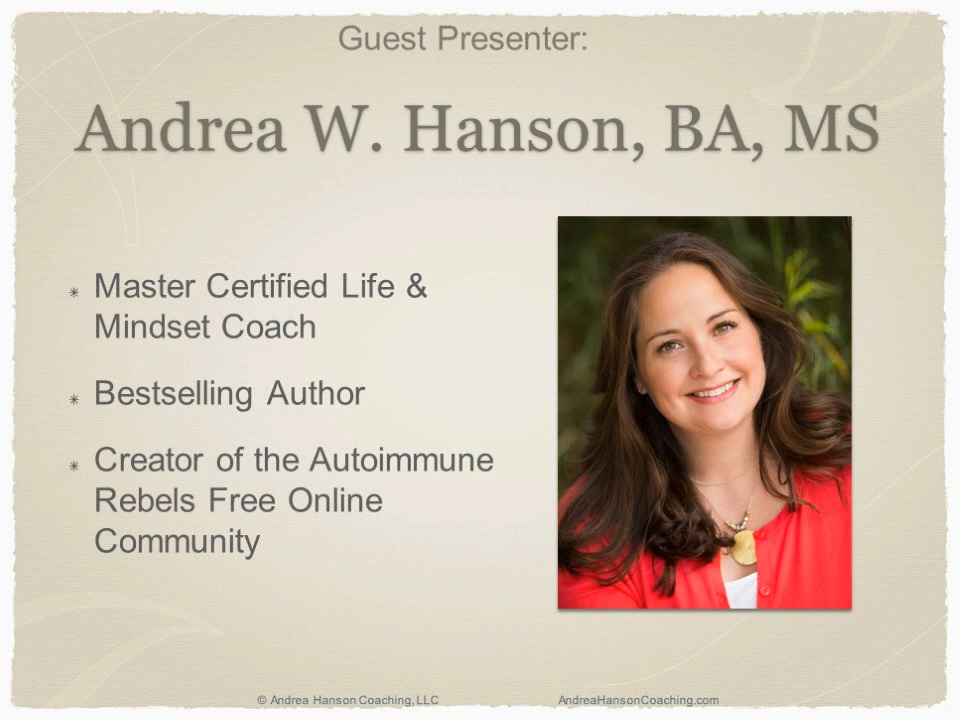 Guest Presenter:
Andrea W. Hanson, BA, MS
Master Certified Life &
Mindset Coach
Bestselling Author
Creator of the Autoimmune
Rebels Free Online
Community
© Andrea Hanson Coaching, LLC
AndreaHansonCoaching.com